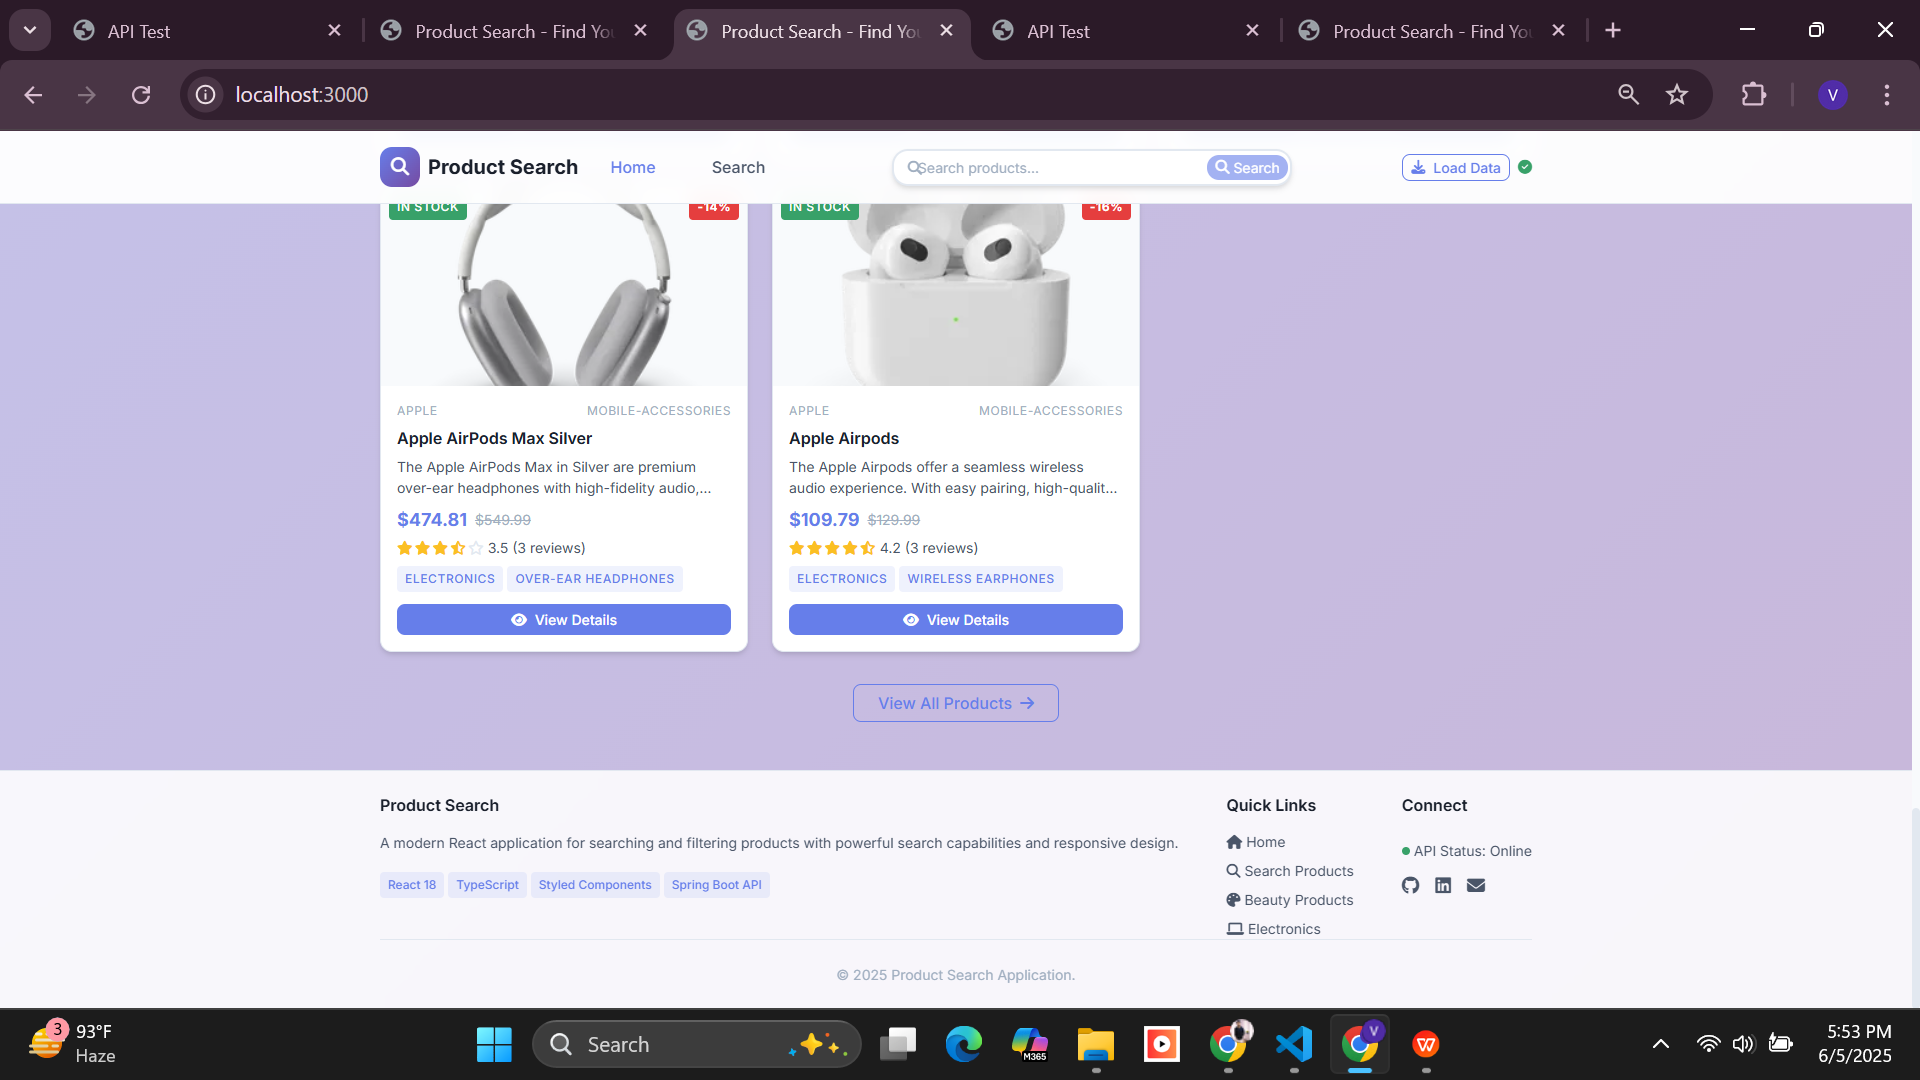 API Test
Product Search - Find You
Product Search - Find You
API Test
Product Search - Find You
localhost:3000
V
Product Search
Home
Search
Search products...
Search
Load Data
IN STOCK
-14%
IN STOCK
-16%
APPLE
MOBILE-ACCESSORIES
Apple AirPods Max Silver
The Apple AirPods Max in Silver are premium
over-ear headphones with high-fidelity audio,...
$474.81 $549.99
3.5 (3 reviews)
ELECTRONICS
OVER-EAR HEADPHONES
View Details
APPLE
MOBILE-ACCESSORIES
Apple Airpods
The Apple Airpods offer a seamless wireless
audio experience. With easy pairing, high-qualit...
$109.79 $129.99
4.2 (3 reviews)
ELECTRONICS
WIRELESS EARPHONES
View Details
View All Products
Product Search
A modern React application for searching and filtering products with powerful search capabilities and responsive design.
React 18
TypeScript
Styled Components
Spring Boot API
Quick Links
Home
Search Products
Beauty Products
Electronics
Connect
API Status: Online
© 2025 Product Search Application.
3
93°F
Haze
Search
M365
V
5:53 PM
6/5/2025